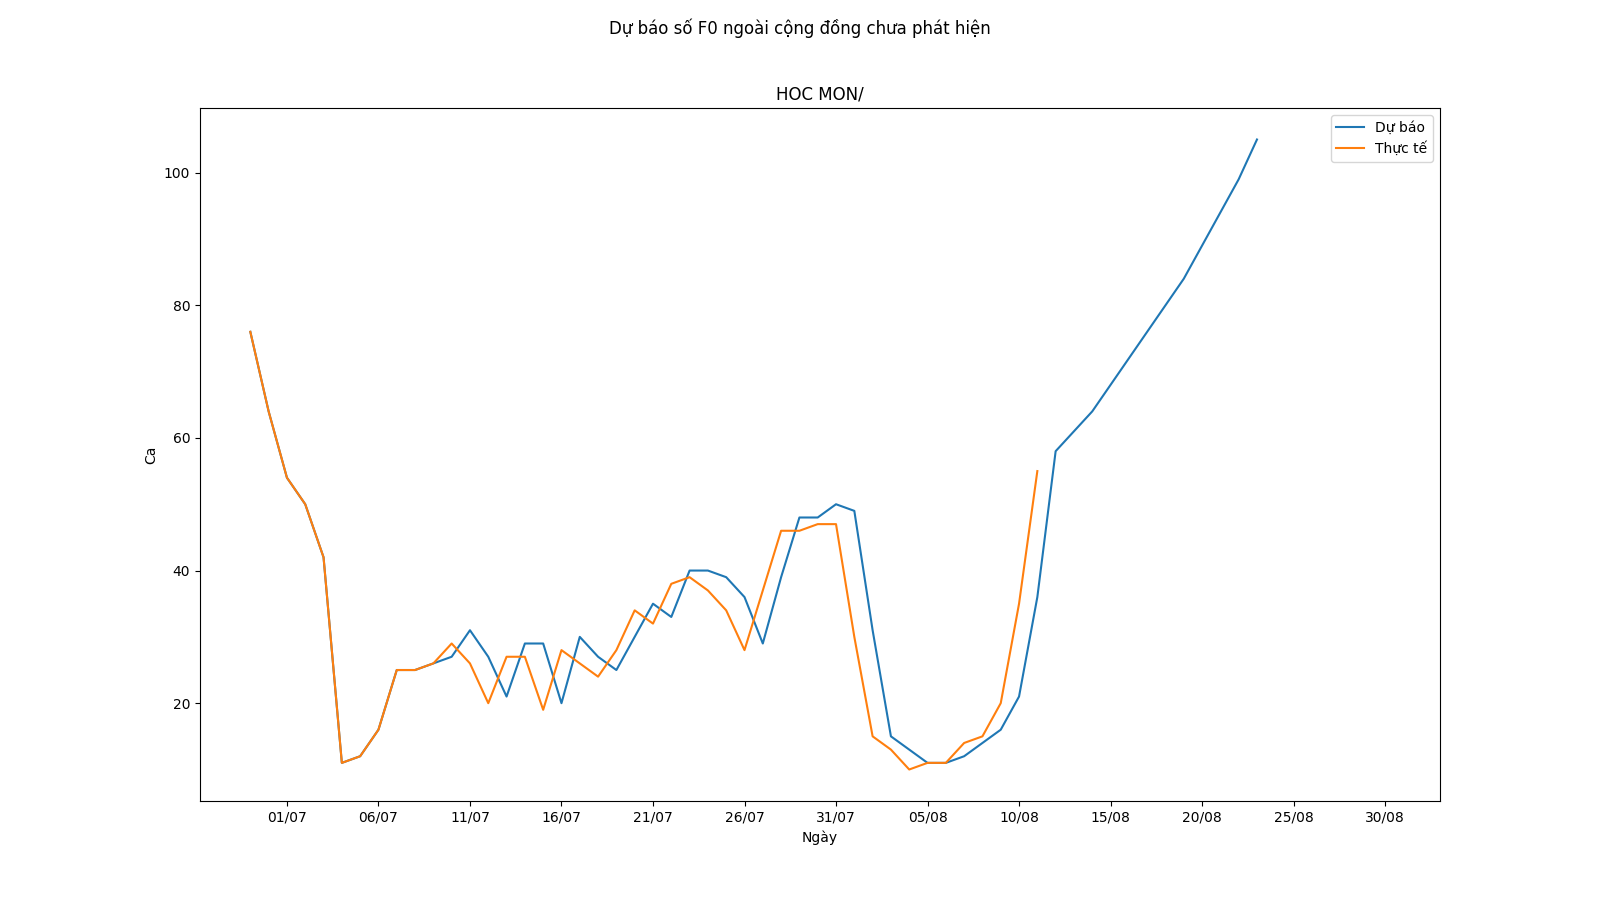 Dự báo số F0 ngoài cộng đồng chưa phát hiện
HOC MON/
Dự báo
Thực tế
100
80
60
40
20
Ca
01/07 06/07 11/07 16/07 21/07 26/07 31/07 05/08 10/08 15/08 20/08 25/08 30/08
Ngày